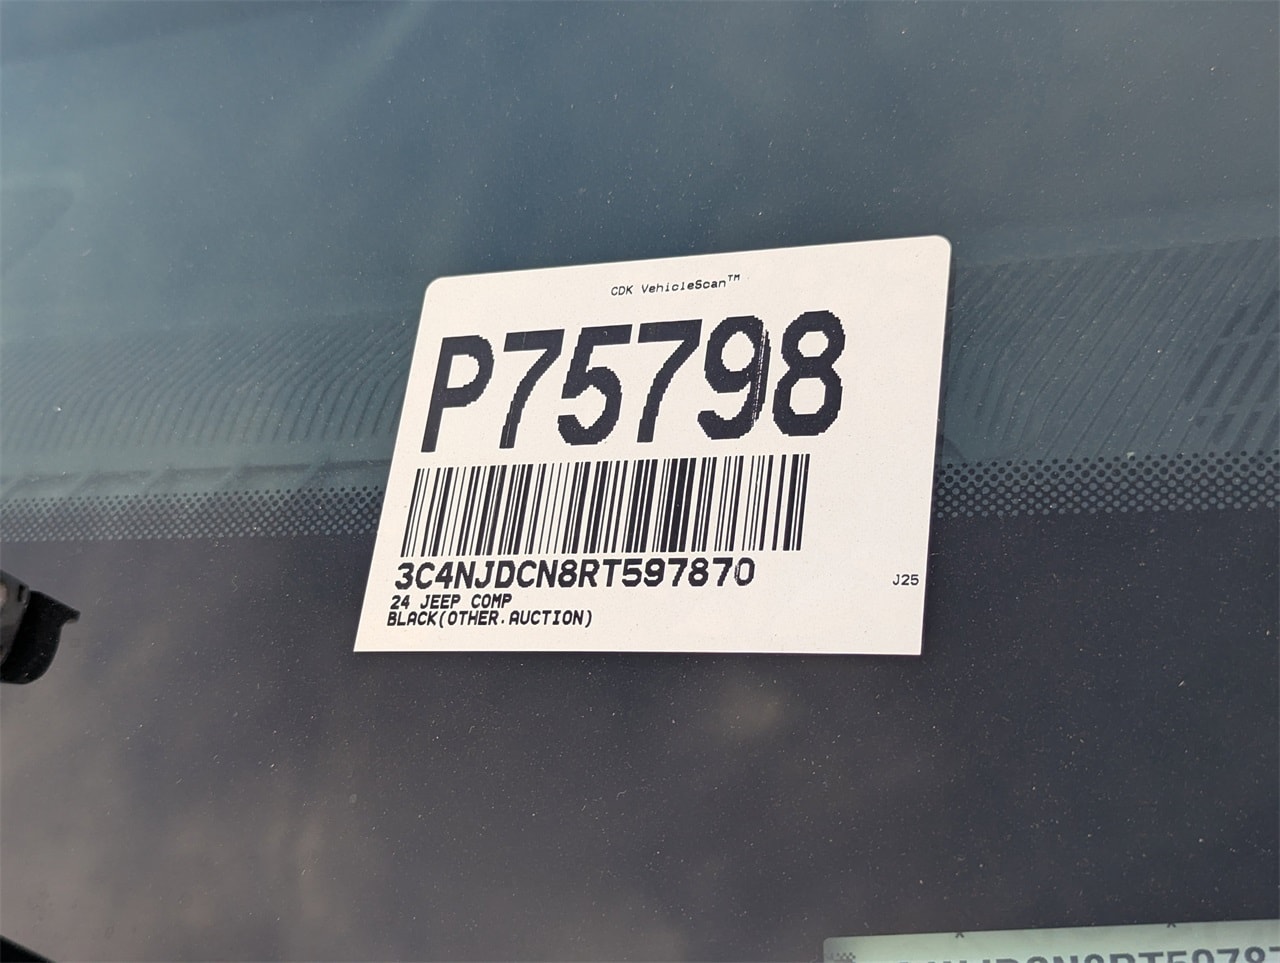 CDK VehicleScan™
P75798
3C4NJDCN8RT597870
J25
24 JEEP COMP
BLACK(OTHER.AUCTION)